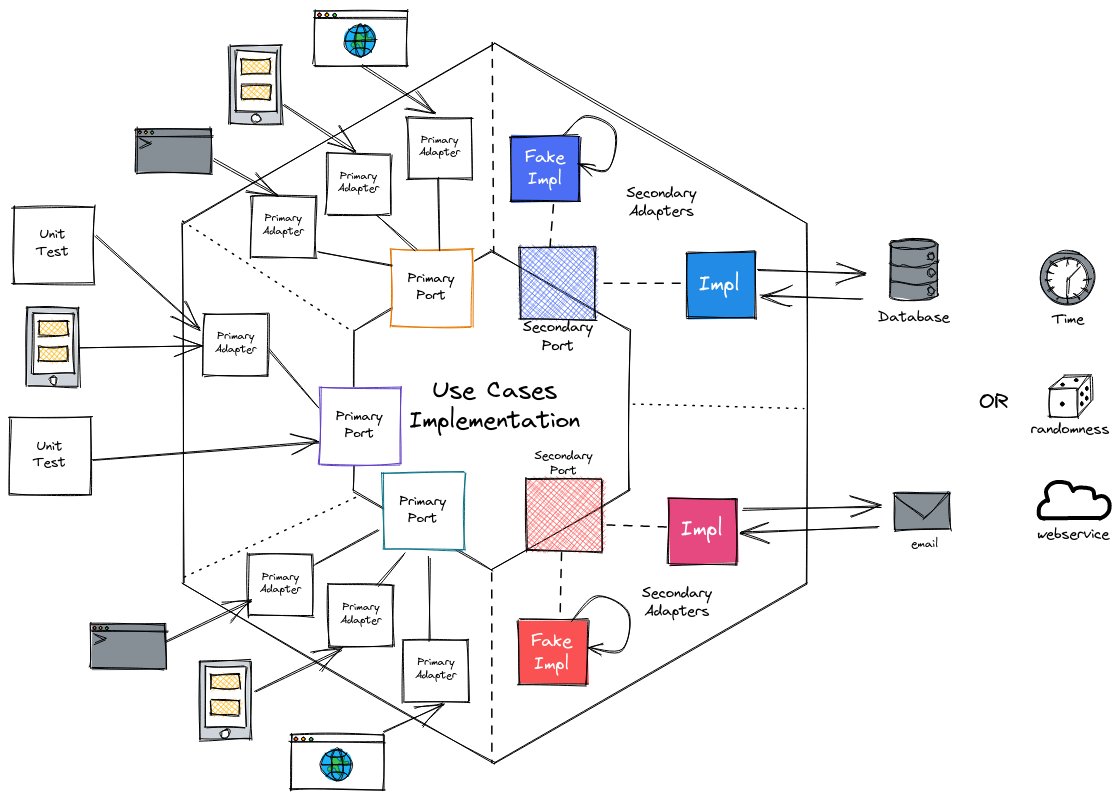 Primary
Adapter
Primary
Adapter
Primary
Adapter
Fake
Impl
Secondary
Adapters
Unit
Test
Primary
Port
Impl
Database
Time
Secondary
Port
Primary
Adapter
Use Cases
Implementation
Primary
Port
OR
randomness
Unit
Test
Secondary
Port
Primary
Port
Impl
email
webservice
Primary
Adapter
Primary
Adapter
Primary
Adapter
Secondary
Adapters
Fake
Impl